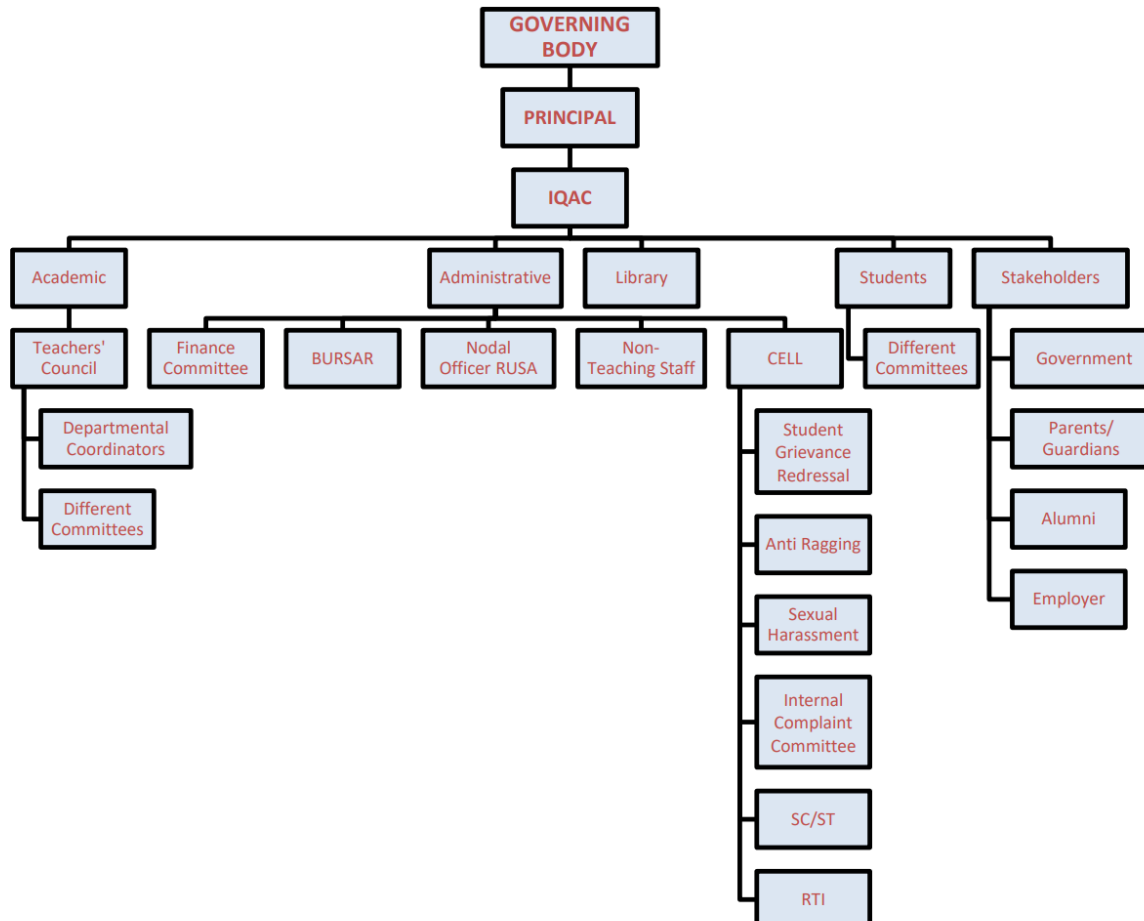 GOVERNING
BODY
PRINCIPAL
IQAC
Academic
Administrative
Library
Students
Stakeholders
Teachers'
Council
Finance
Committee
BURSAR
Nodal
Officer RUSA
Non-
Teaching Staff
CELL
Different
Committees
Government
Departmental
Coordinators
Different
Committees
Student
Grievance
Redressal
Anti Ragging
Sexual
Harassment
Internal
Complaint
Committee
SC/ST
RTI
Parents/
Guardians
Alumni
Employer